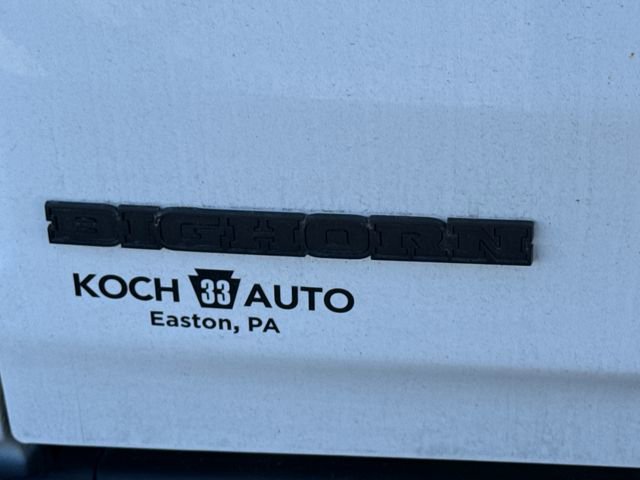 BIGHORN
KOCH 33 AUTO
Easton, PA